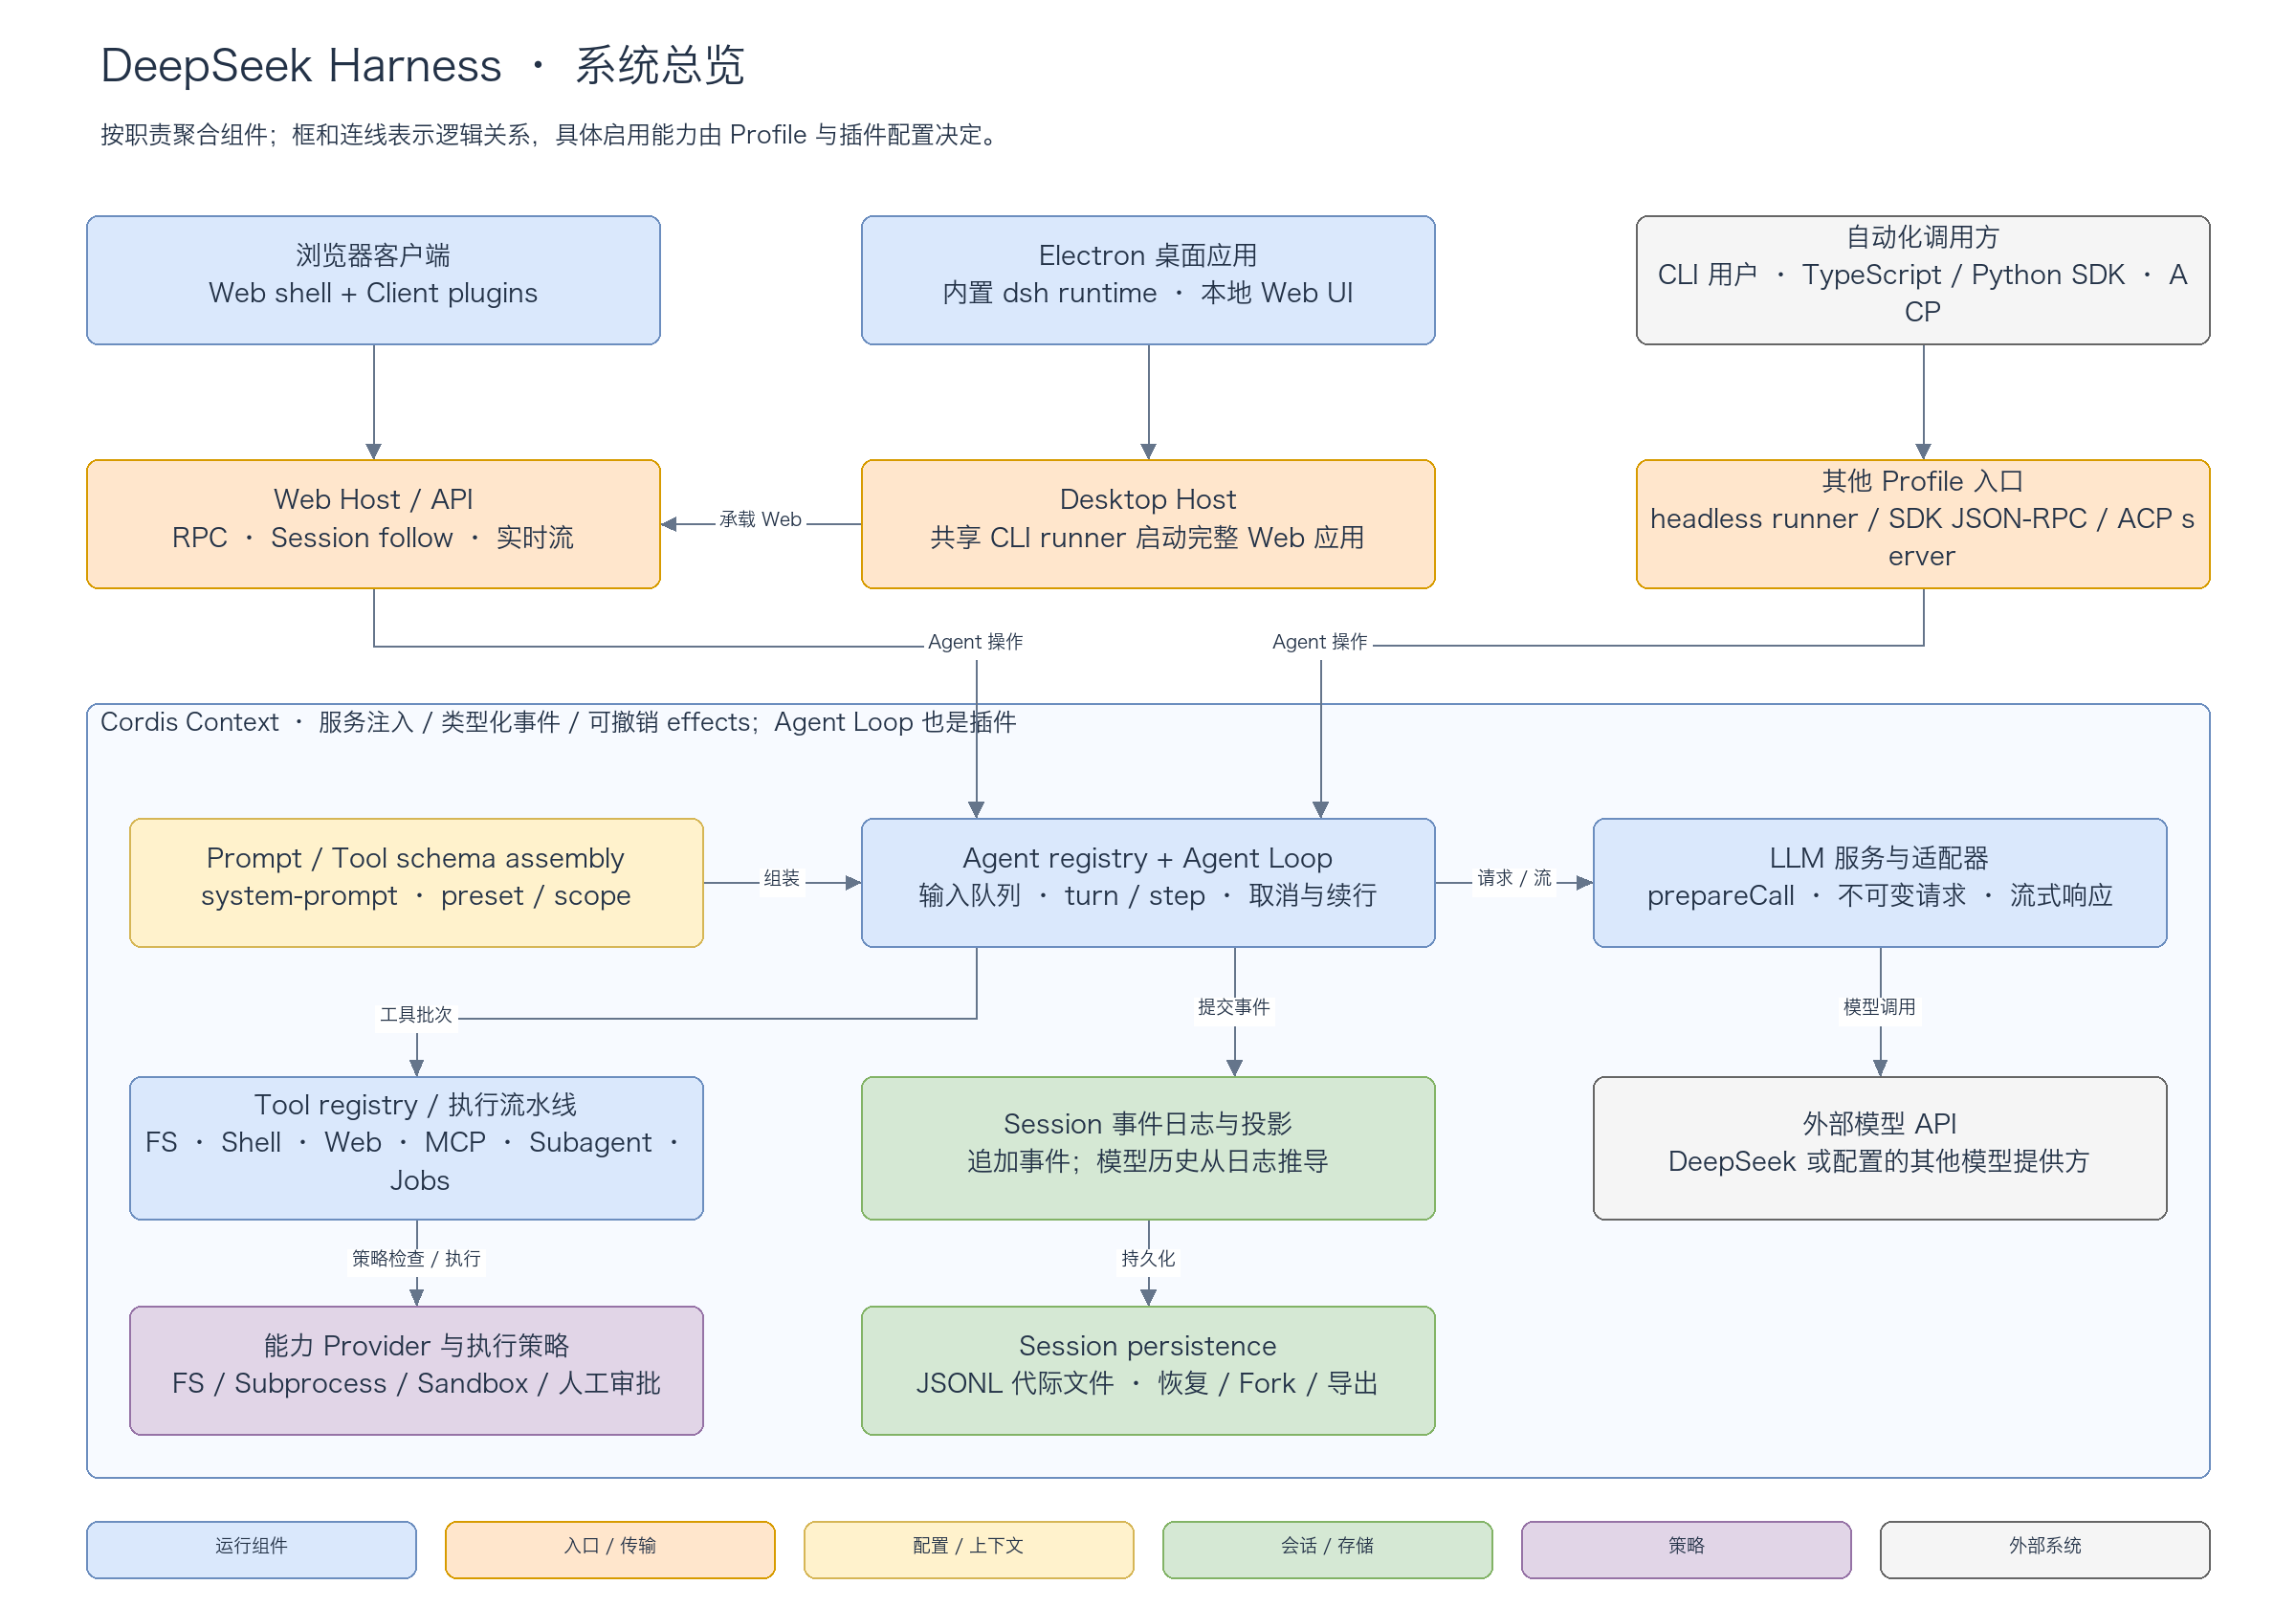 DeepSeek Harness · 系统总览
按职责聚合组件；框和连线表示逻辑关系，具体启用能力由 Profile 与插件配置决定。
浏览器客户端
Web shell + Client plugins
Electron 桌面应用
内置 dsh runtime · 本地 Web UI
自动化调用方
CLI 用户 · TypeScript / Python SDK · A
CP
Web Host / API
RPC · Session follow · 实时流
承载 Web
Desktop Host
共享 CLI runner 启动完整 Web 应用
其他 Profile 入口
headless runner / SDK JSON-RPC / ACP s
erver
Agent 操作
Agent 操作
Cordis Context · 服务注入 / 类型化事件 / 可撤销 effects；Agent Loop 也是插件
Prompt / Tool schema assembly
system-prompt · preset / scope
组装
Agent registry + Agent Loop
输入队列 · turn / step · 取消与续行
请求 / 流
LLM 服务与适配器
prepareCall · 不可变请求 · 流式响应
工具批次
提交事件
模型调用
Tool registry / 执行流水线
FS · Shell · Web · MCP · Subagent ·
Jobs
Session 事件日志与投影
追加事件；模型历史从日志推导
外部模型 API
DeepSeek 或配置的其他模型提供方
策略检查 / 执行
持久化
能力 Provider 与执行策略
FS / Subprocess / Sandbox / 人工审批
Session persistence
JSONL 代际文件 · 恢复 / Fork / 导出
运行组件
入口 / 传输
配置 / 上下文
会话 / 存储
策略
外部系统